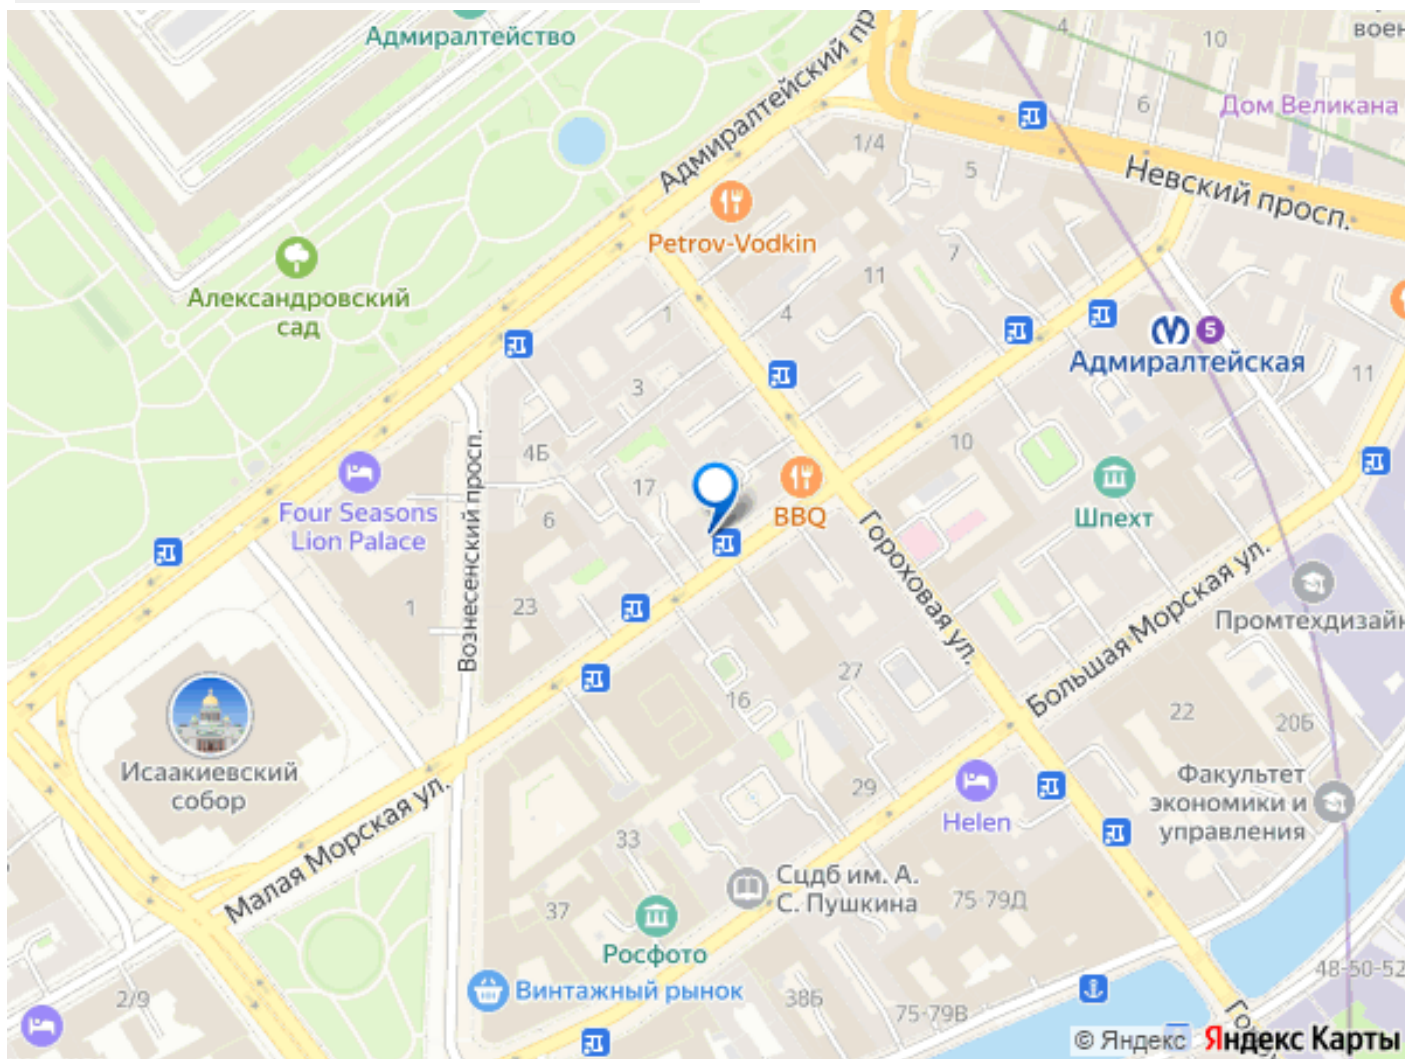 Адмиралтейство
4
10
воен
Адмиралтейский пр
6
Дом Великана
1/4
5
Невский просп.
Petrov-Vodkin
7
11
Александровский
сад
1
4
5
Адмиралтейская
3
11
Вознесенский просп.
4Б
10
17
Four Seasons
Lion Palace
6
BBQ
Шпехт
Гороховая ул.
1
23
Большая Морская ул.
Промтехдизайн
27
16
22
20Б
Исаакиевский
собор
29
Helen
Факультет
экономики и
управления
Малая Морская ул.
33
Сцдб им. А.
С. Пушкина
75-79Д
37
Росфото
48-50-52
2/9
Винтажный рынок
38Б
75-79В
Го
© Яндекс Яндекс Карты